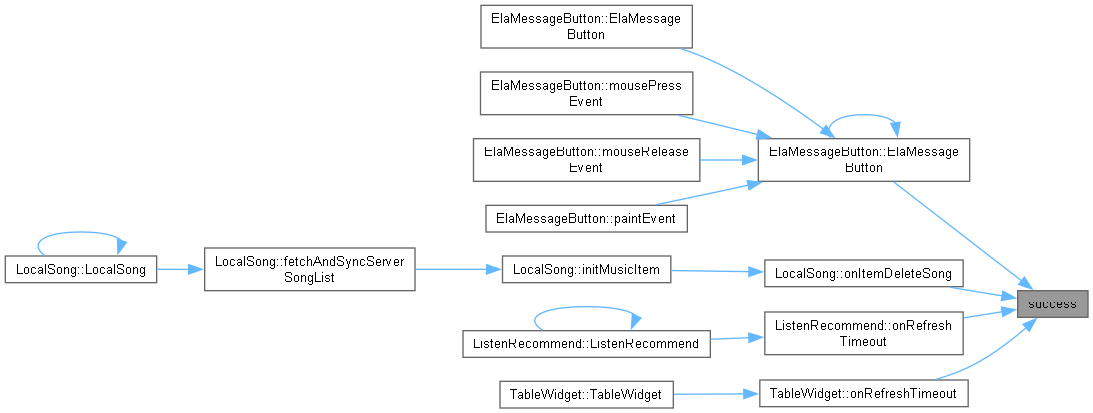 ElaMessageButton::ElaMessage
Button
ElaMessageButton::mousePress
Event
ElaMessageButton::mouseRelease
Event
ElaMessageButton::ElaMessage
Button
ElaMessageButton::paintEvent
LocalSong::LocalSong
LocalSong::fetchAndSyncServer
SongList
LocalSong::initMusicItem
LocalSong::onItemDeleteSong
success
ListenRecommend::ListenRecommend
ListenRecommend::onRefresh
Timeout
TableWidget::TableWidget
TableWidget::onRefreshTimeout